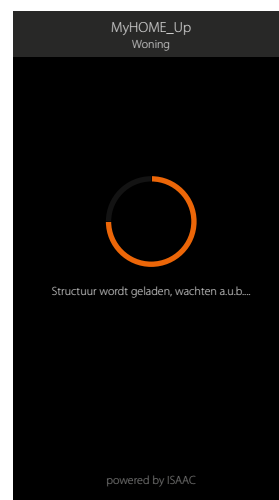 MyHOME_Up
Woning
Structuur wordt geladen, wachten a.u.b....
powered by ISAAC